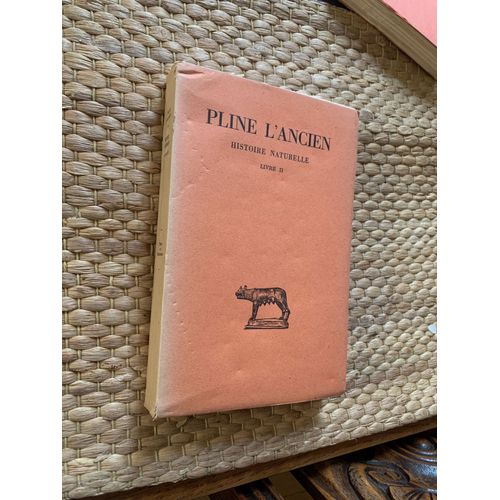 PLINE L'ANCIEN
HISTOIRE NATURELLE
LIVRE II